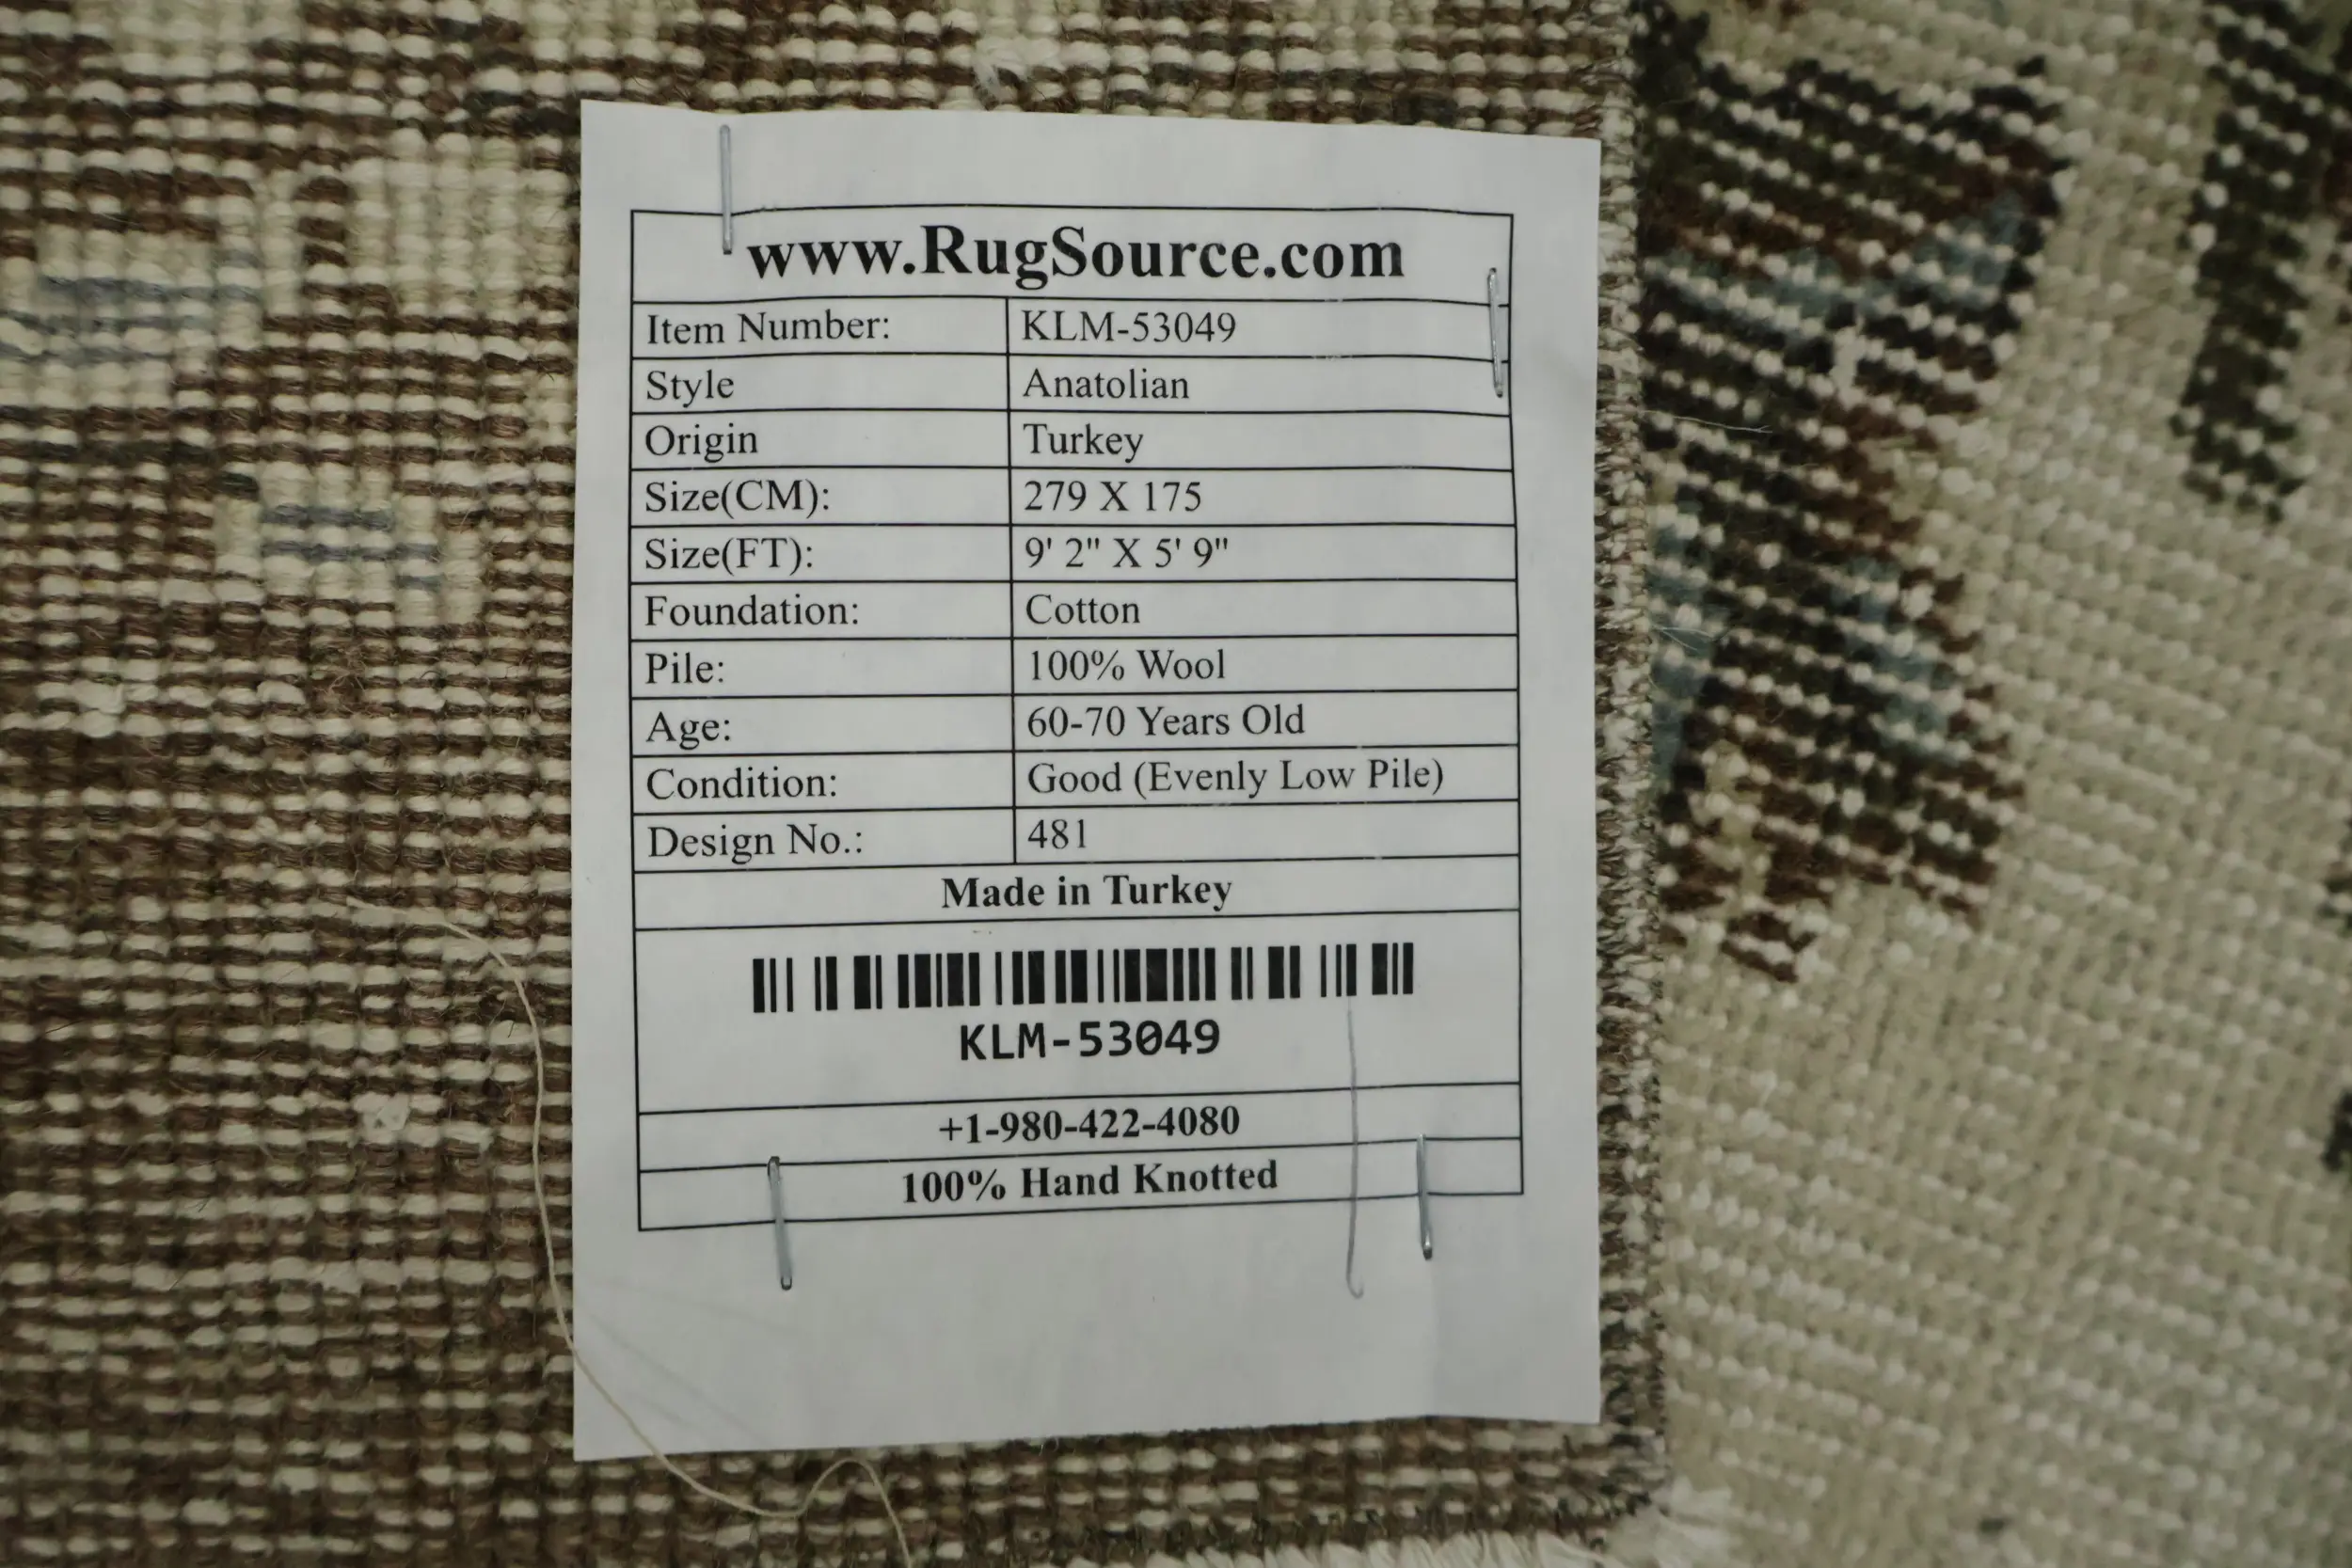 www.RugSource.com
Item Number: KLM-53049
Style Anatolian
Origin Turkey
Size(CM): 279 X 175
Size(FT): 9' 2" X 5' 9"
Foundation: Cotton
Pile: 100% Wool
Age: 60-70 Years Old
Condition: Good (Evenly Low Pile)
Design No.: 481
Made in Turkey
KLM-53049
+1-980-422-4080
100% Hand Knotted